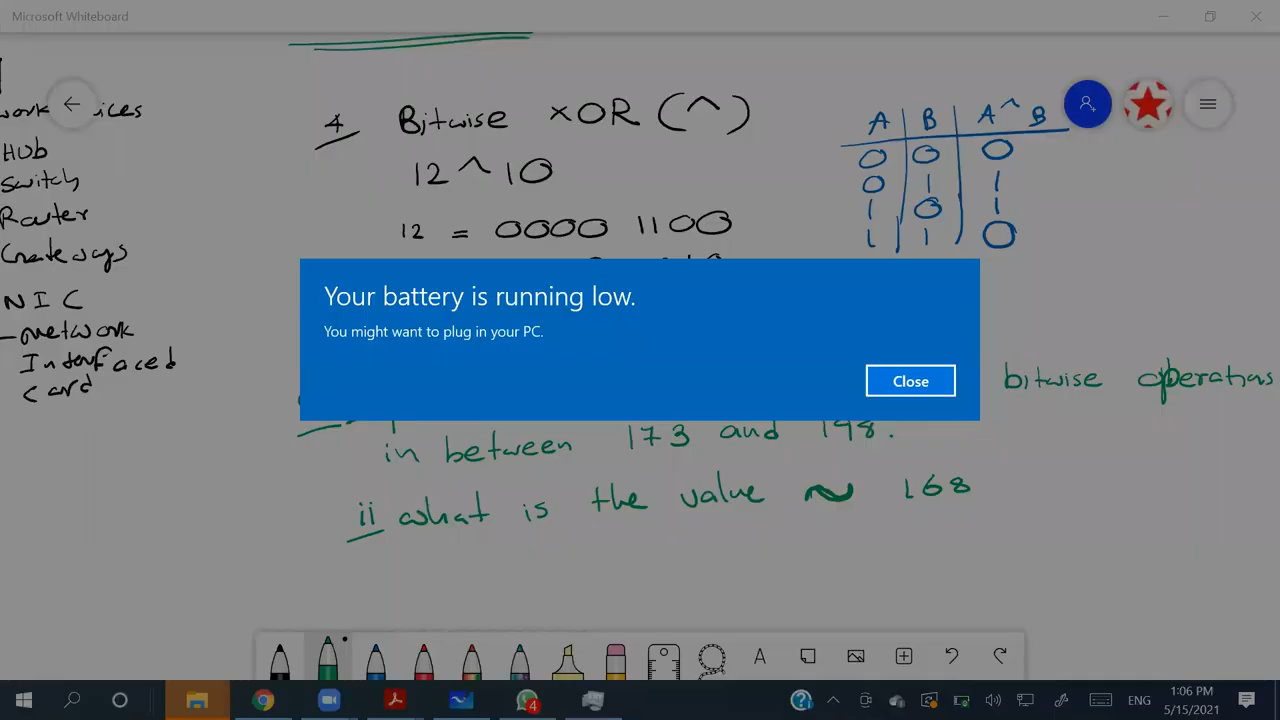 Microsoft Whiteboard
Hub
Switch
Router
Gateways
NIC
- network
Interfaced
card
4 Bitwise XOR (^)
12 ^ 10
12 = 0000 1100
A B A ^ B
0 0 0
0 1 1
1 0 1
1 1 0
Your battery is running low.
You might want to plug in your PC.
Close
bitwise operations
in between 173 and 198.
ii what is the value ~ 168
A
4
ENG
1:06 PM
5/15/2021